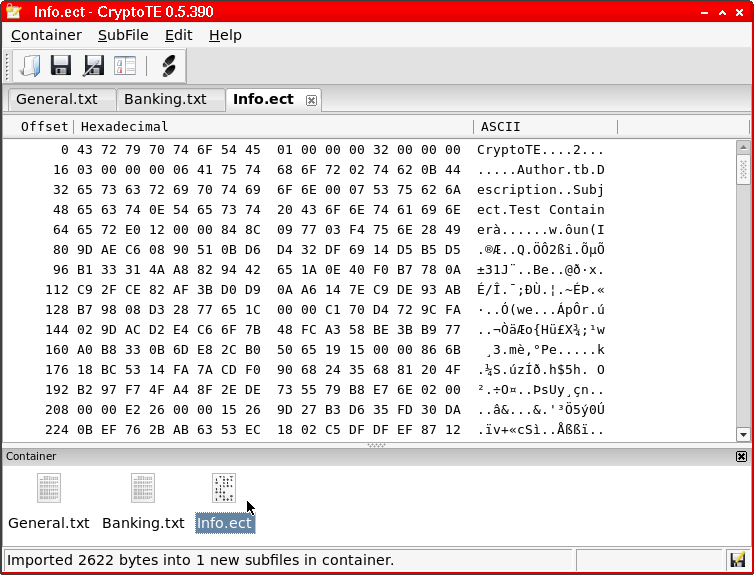 Info.ect - CryptoTE 0.5.390
Container SubFile Edit Help
General.txt Banking.txt Info.ect
Offset Hexadecimal ASCII
0 43 72 79 70 74 6F 54 45 01 00 00 00 32 00 00 00 CryptoTE....2...
16 03 00 00 00 06 41 75 74 68 6F 72 02 74 62 0B 44 .....Author.tb.D
32 65 73 63 72 69 70 74 69 6F 6E 00 07 53 75 62 6A escription..Subj
48 65 63 74 0E 54 65 73 74 20 43 6F 6E 74 61 69 6E ect.Test Contain
64 65 72 E0 12 00 00 84 8C 09 77 03 F4 75 6E 28 49 erà......w.ôun(I
80 9D AE C6 08 90 51 0B D6 D4 32 DF 69 14 D5 B5 D5 .®Æ..Q.ÖÔ2ßi.ÕµÕ
96 B1 33 31 4A A8 82 94 42 65 1A 0E 40 F0 B7 78 0A ±31J¨..Be..@ð·x.
112 C9 2F CE 82 AF 3B D0 D9 0A A6 14 7E C9 DE 93 AB É/Î.¯;ÐÙ.¦.~ÉÞ.«
128 B7 98 08 D3 28 77 65 1C 00 00 C1 70 D4 72 9C FA ·..Ó(we...ÁpÔr.ú
144 02 9D AC D2 E4 C6 6F 7B 48 FC A3 58 BE 3B B9 77 ..¬ÒäÆo{Hü£X¾;¹w
160 A0 B8 33 0B 6D E8 2C B0 50 65 19 15 00 00 86 6B  ¸3.mè,°Pe.....k
176 18 BC 53 14 FA 7A CD F0 90 68 24 35 68 81 20 4F .¼S.úzÍð.h$5h. O
192 B2 97 F7 4F A4 8F 2E DE 73 55 79 B8 E7 6E 02 00 ².÷O¤..ÞsUy¸çn..
208 00 00 E2 26 00 00 15 26 9D 27 B3 D6 35 FD 30 DA ..â&...&.'³Ö5ý0Ú
224 0B EF 76 2B AB 63 53 EC 18 02 C5 DF DF EF 87 12 .ïv+«cSì..Åßßï..
Container
General.txt Banking.txt Info.ect
Imported 2622 bytes into 1 new subfiles in container.